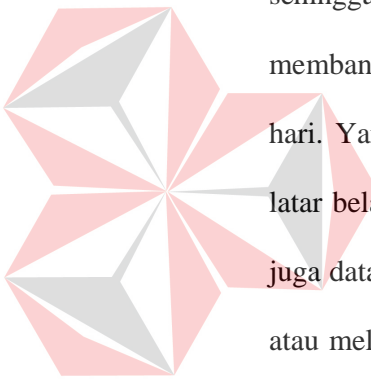 sehingga
memban
hari. Ya
latar bel
juga data
atau mel